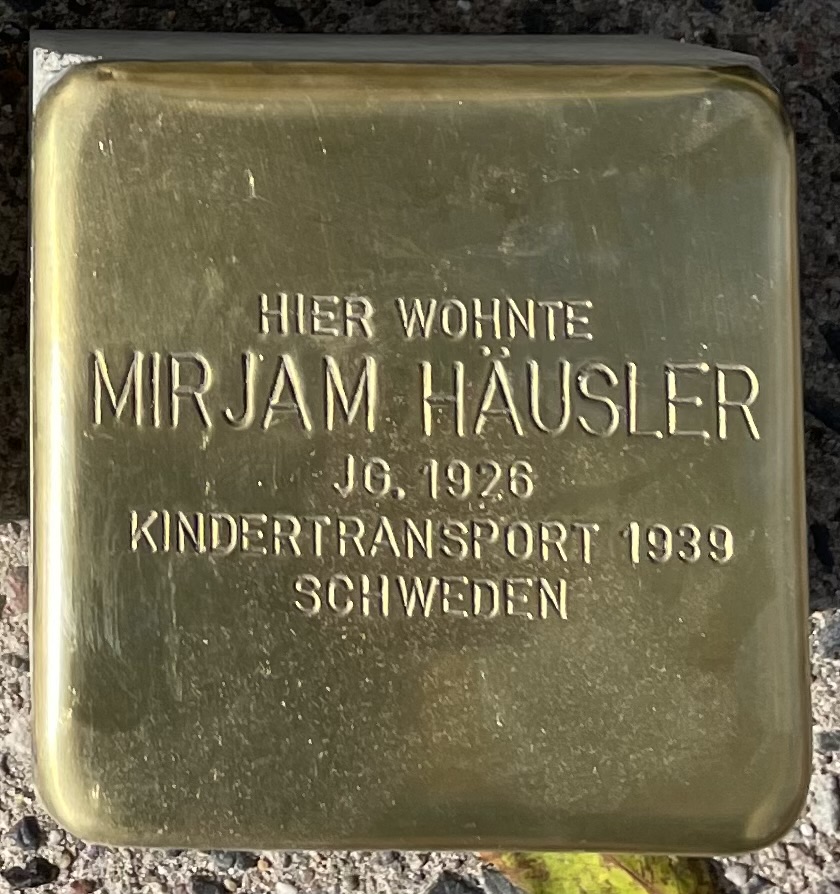 HIER WOHNTE
MIRJAM HÄUSLER
JG. 1926
KINDERTRANSPORT 1939
SCHWEDEN